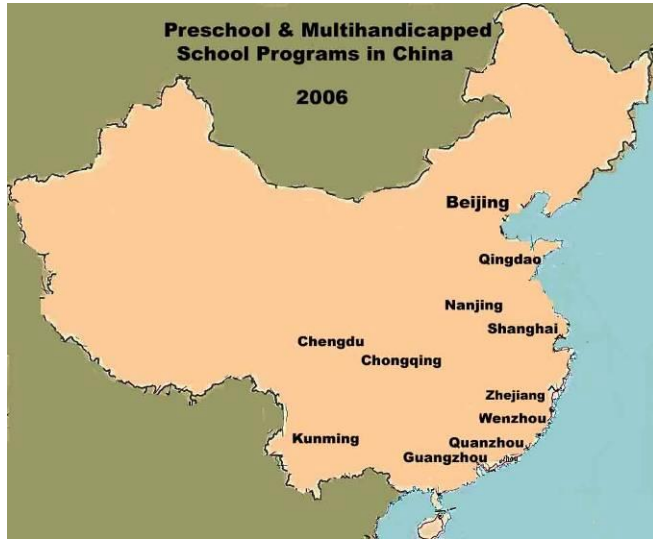 Preschool & Multihandicapped
School Programs in China
2006
Beijing
Qingdao
Nanjing
Shanghai
Chengdu
Chongqing
Zhejiang
Wenzhou
Kunming
Quanzhou
Guangzhou